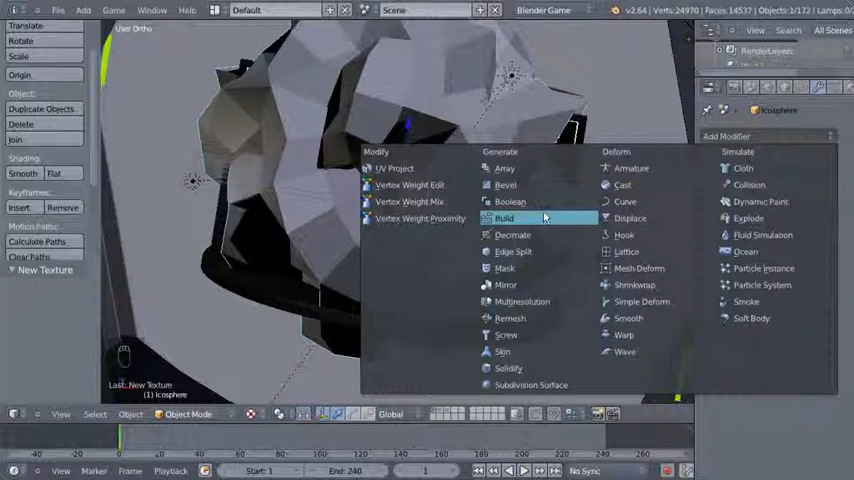 File Add Game Window Help Default Scene Blender Game v2.64 | Verts:24970 | Faces:14537 | Objects:1/172 | Lamps:0/
Translate
Rotate
Scale
Origin
Object:
Duplicate Objects
Delete
Join
Shading:
Smooth Flat
Keyframes:
Insert Remove
Motion Paths:
Calculate Paths
Clear Paths
New Texture
User Ortho
Last: New Texture
(1) Icosphere
Modify
UV Project
Vertex Weight Edit
Vertex Weight Mix
Vertex Weight Proximity
Generate
Array
Bevel
Boolean
Build
Decimate
Edge Split
Mask
Mirror
Multiresolution
Remesh
Screw
Skin
Solidify
Subdivision Surface
Deform
Armature
Cast
Curve
Displace
Hook
Lattice
Mesh Deform
Shrinkwrap
Simple Deform
Smooth
Warp
Wave
Simulate
Cloth
Collision
Dynamic Paint
Explode
Fluid Simulation
Ocean
Particle Instance
Particle System
Smoke
Soft Body
View Search All Scenes
RenderLayers
Icosphere
Add Modifier
View Select Object Object Mode Global
-40 -20 0 20 40 60 80 100 120 140 160 180 200 220 240 260
View Marker Frame Playback Start: 1 End: 240 1 No Sync